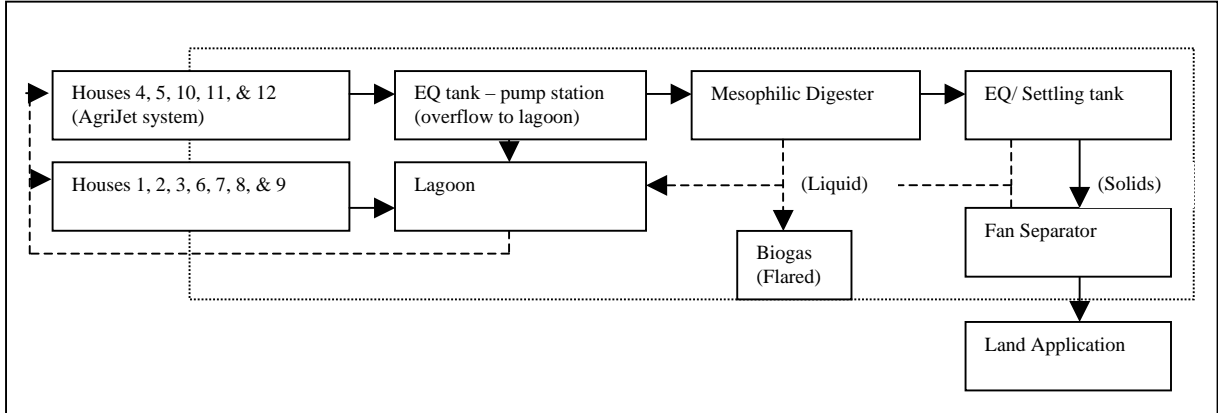 Houses 4, 5, 10, 11, & 12
(AgriJet system)
EQ tank – pump station
(overflow to lagoon)
Mesophilic Digester
EQ/ Settling tank
Houses 1, 2, 3, 6, 7, 8, & 9
Lagoon
(Liquid)
(Solids)
Fan Separator
Biogas
(Flared)
Land Application